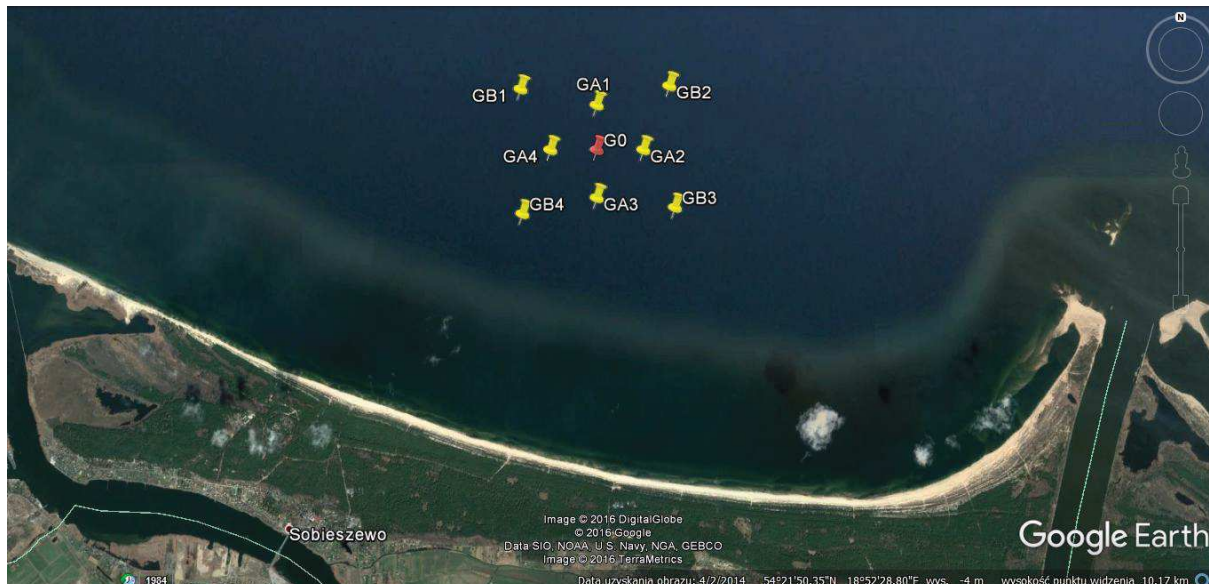 N
GB1
GA1
GB2
G0
GA4
GA2
GB4
GA3
GB3
Sobieszewo
Image © 2016 DigitalGlobe
© 2016 Google
Data SIO, NOAA, U.S. Navy, NGA, GEBCO
Image © 2016 TerraMetrics
Google Earth
1984
Data uzyskania obrazu: 4/2/2014 54°21'50.35"N 18°52'28.80"E wys. -4 m wysokość punktu widzenia 10.17 km